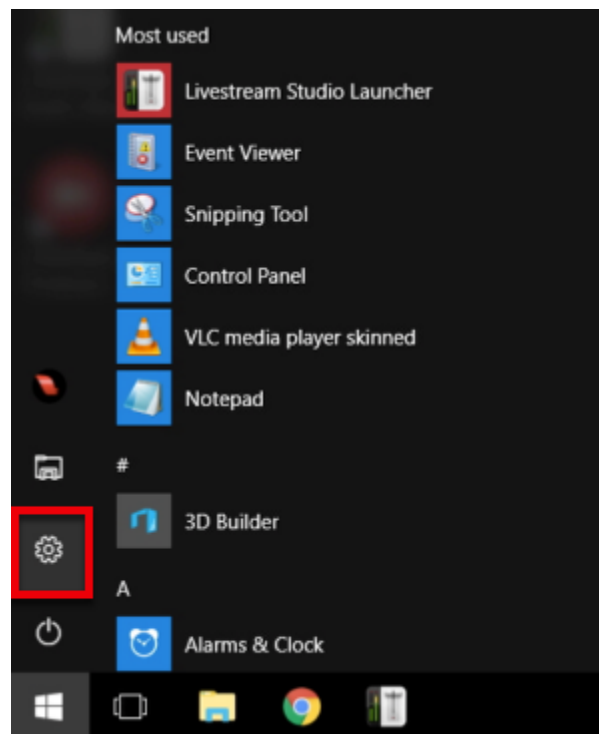 Most used
Livestream Studio Launcher
Event Viewer
Snipping Tool
Control Panel
VLC media player skinned
Notepad
#
3D Builder
A
Alarms & Clock